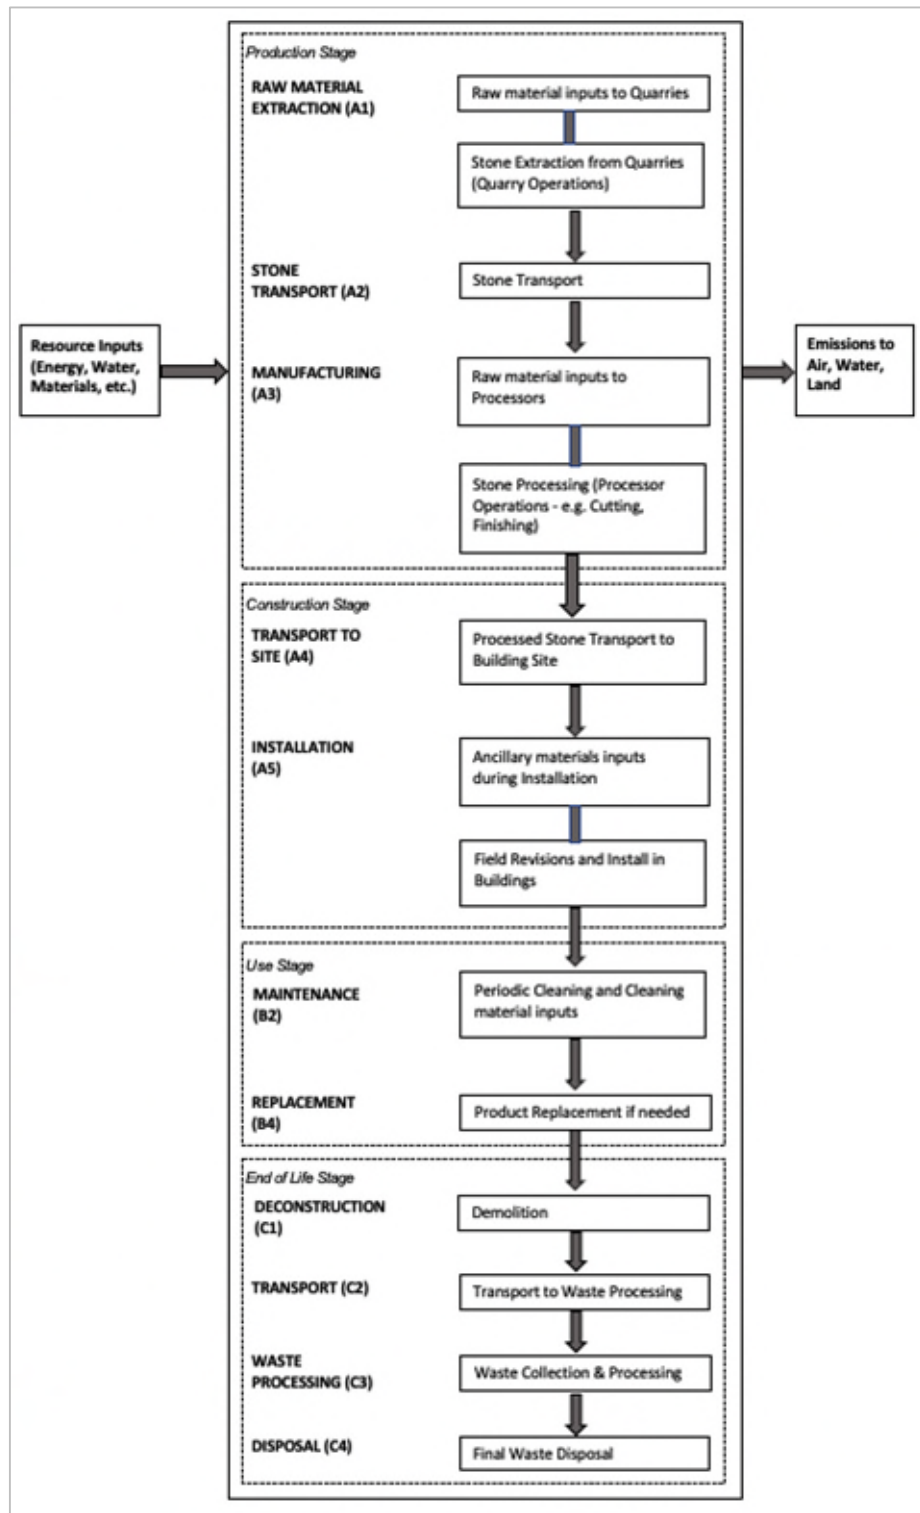 Production Stage
RAW MATERIAL
EXTRACTION (A1)
Raw material inputs to Quarries
Stone Extraction from Quarries
(Quarry Operations)
STONE
TRANSPORT (A2)
Stone Transport
Resource Inputs
(Energy, Water,
Materials, etc.)
MANUFACTURING
(A3)
Raw material inputs to
Processors
Emissions to
Air, Water,
Land
Stone Processing (Processor
Operations - e.g. Cutting,
Finishing)
Construction Stage
TRANSPORT TO
SITE (A4)
Processed Stone Transport to
Building Site
INSTALLATION
(A5)
Ancillary materials inputs
during Installation
Field Revisions and Install in
Buildings
Use Stage
MAINTENANCE
(B2)
Periodic Cleaning and Cleaning
material inputs
REPLACEMENT
(B4)
Product Replacement if needed
End of Life Stage
DECONSTRUCTION
(C1)
Demolition
TRANSPORT (C2)
Transport to Waste Processing
WASTE
PROCESSING (C3)
Waste Collection & Processing
DISPOSAL (C4)
Final Waste Disposal